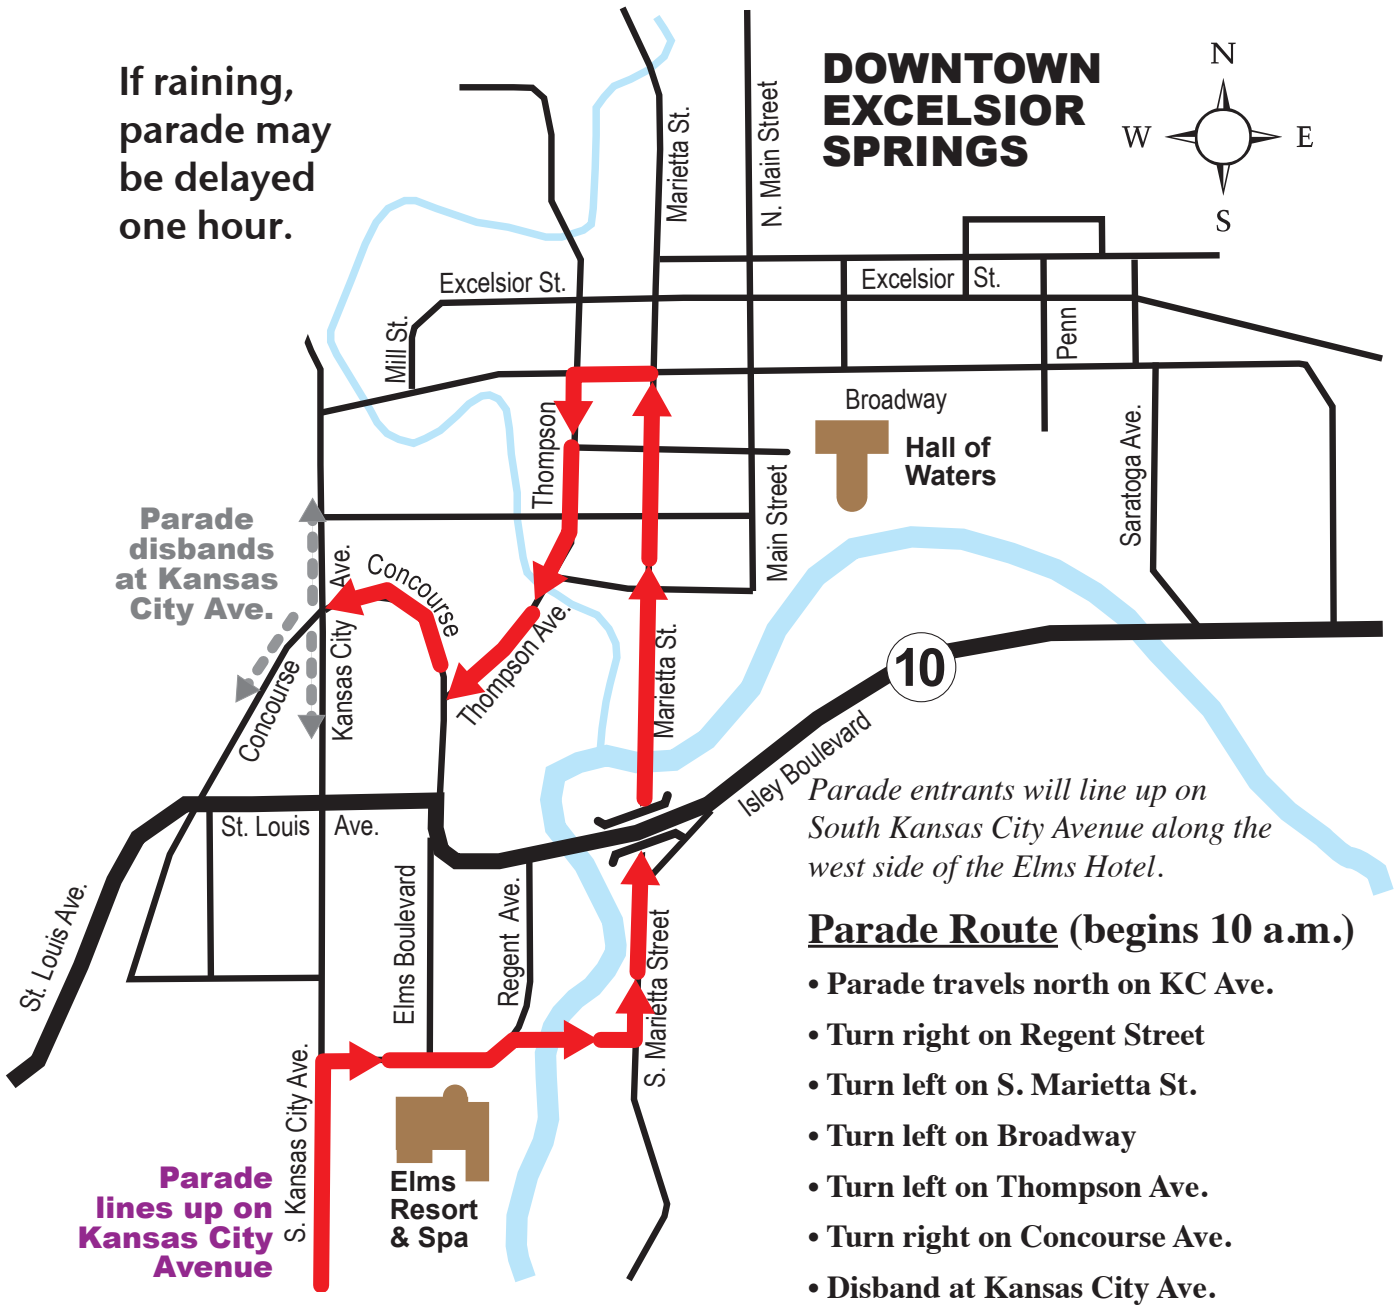 If raining,
parade may
be delayed
one hour.
DOWNTOWN
EXCELSIOR
SPRINGS
N
W
E
S
Marietta St.
N. Main Street
Excelsior St.
Excelsior
St.
Mill St.
Penn
Broadway
Hall of
Waters
Thompson
Main Street
Saratoga Ave.
Parade
disbands
at Kansas
City Ave.
Concourse
Kansas City
Ave.
Concourse
Thompson Ave.
Marietta St.
10
Isley Boulevard
St. Louis
Ave.
St. Louis Ave.
Elms Boulevard
Regent Ave.
S. Marietta Street
S. Kansas City Ave.
Elms
Resort
& Spa
Parade
lines up on
Kansas City
Avenue
Parade entrants will line up on
South Kansas City Avenue along the
west side of the Elms Hotel.
Parade Route (begins 10 a.m.)
• Parade travels north on KC Ave.
• Turn right on Regent Street
• Turn left on S. Marietta St.
• Turn left on Broadway
• Turn left on Thompson Ave.
• Turn right on Concourse Ave.
• Disband at Kansas City Ave.